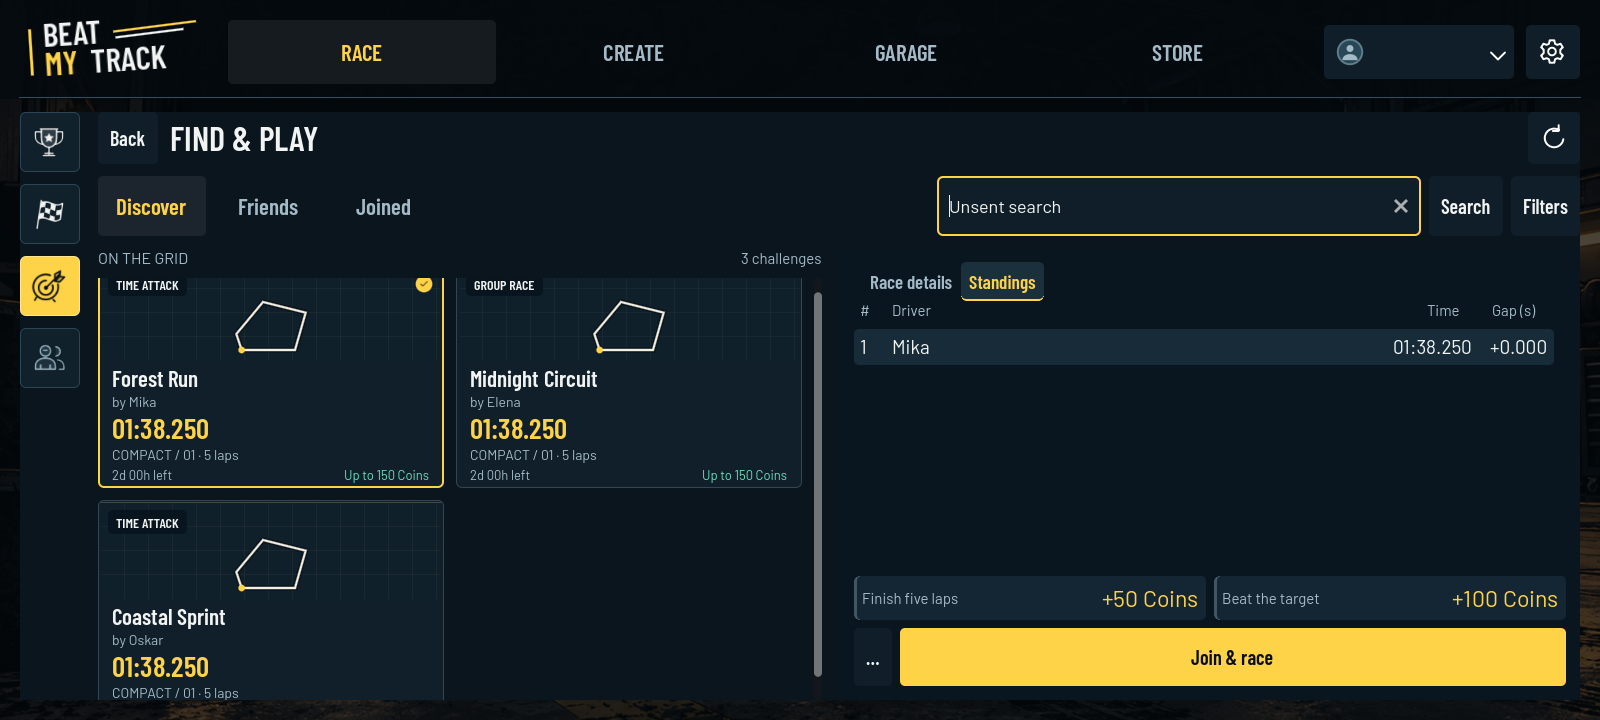 BEAT
MY TRACK
RACE
CREATE
GARAGE
STORE
Back
FIND & PLAY
Discover
Friends
Joined
Unsent search
Search
Filters
ON THE GRID
3 challenges
TIME ATTACK
Forest Run
by Mika
01:38.250
COMPACT / 01 · 5 laps
2d 00h left
Up to 150 Coins
GROUP RACE
Midnight Circuit
by Elena
01:38.250
COMPACT / 01 · 5 laps
2d 00h left
Up to 150 Coins
TIME ATTACK
Coastal Sprint
by Oskar
01:38.250
COMPACT / 01 · 5 laps
Race details
Standings
# Driver Time Gap (s)
1 Mika 01:38.250 +0.000
Finish five laps +50 Coins
Beat the target +100 Coins
...
Join & race